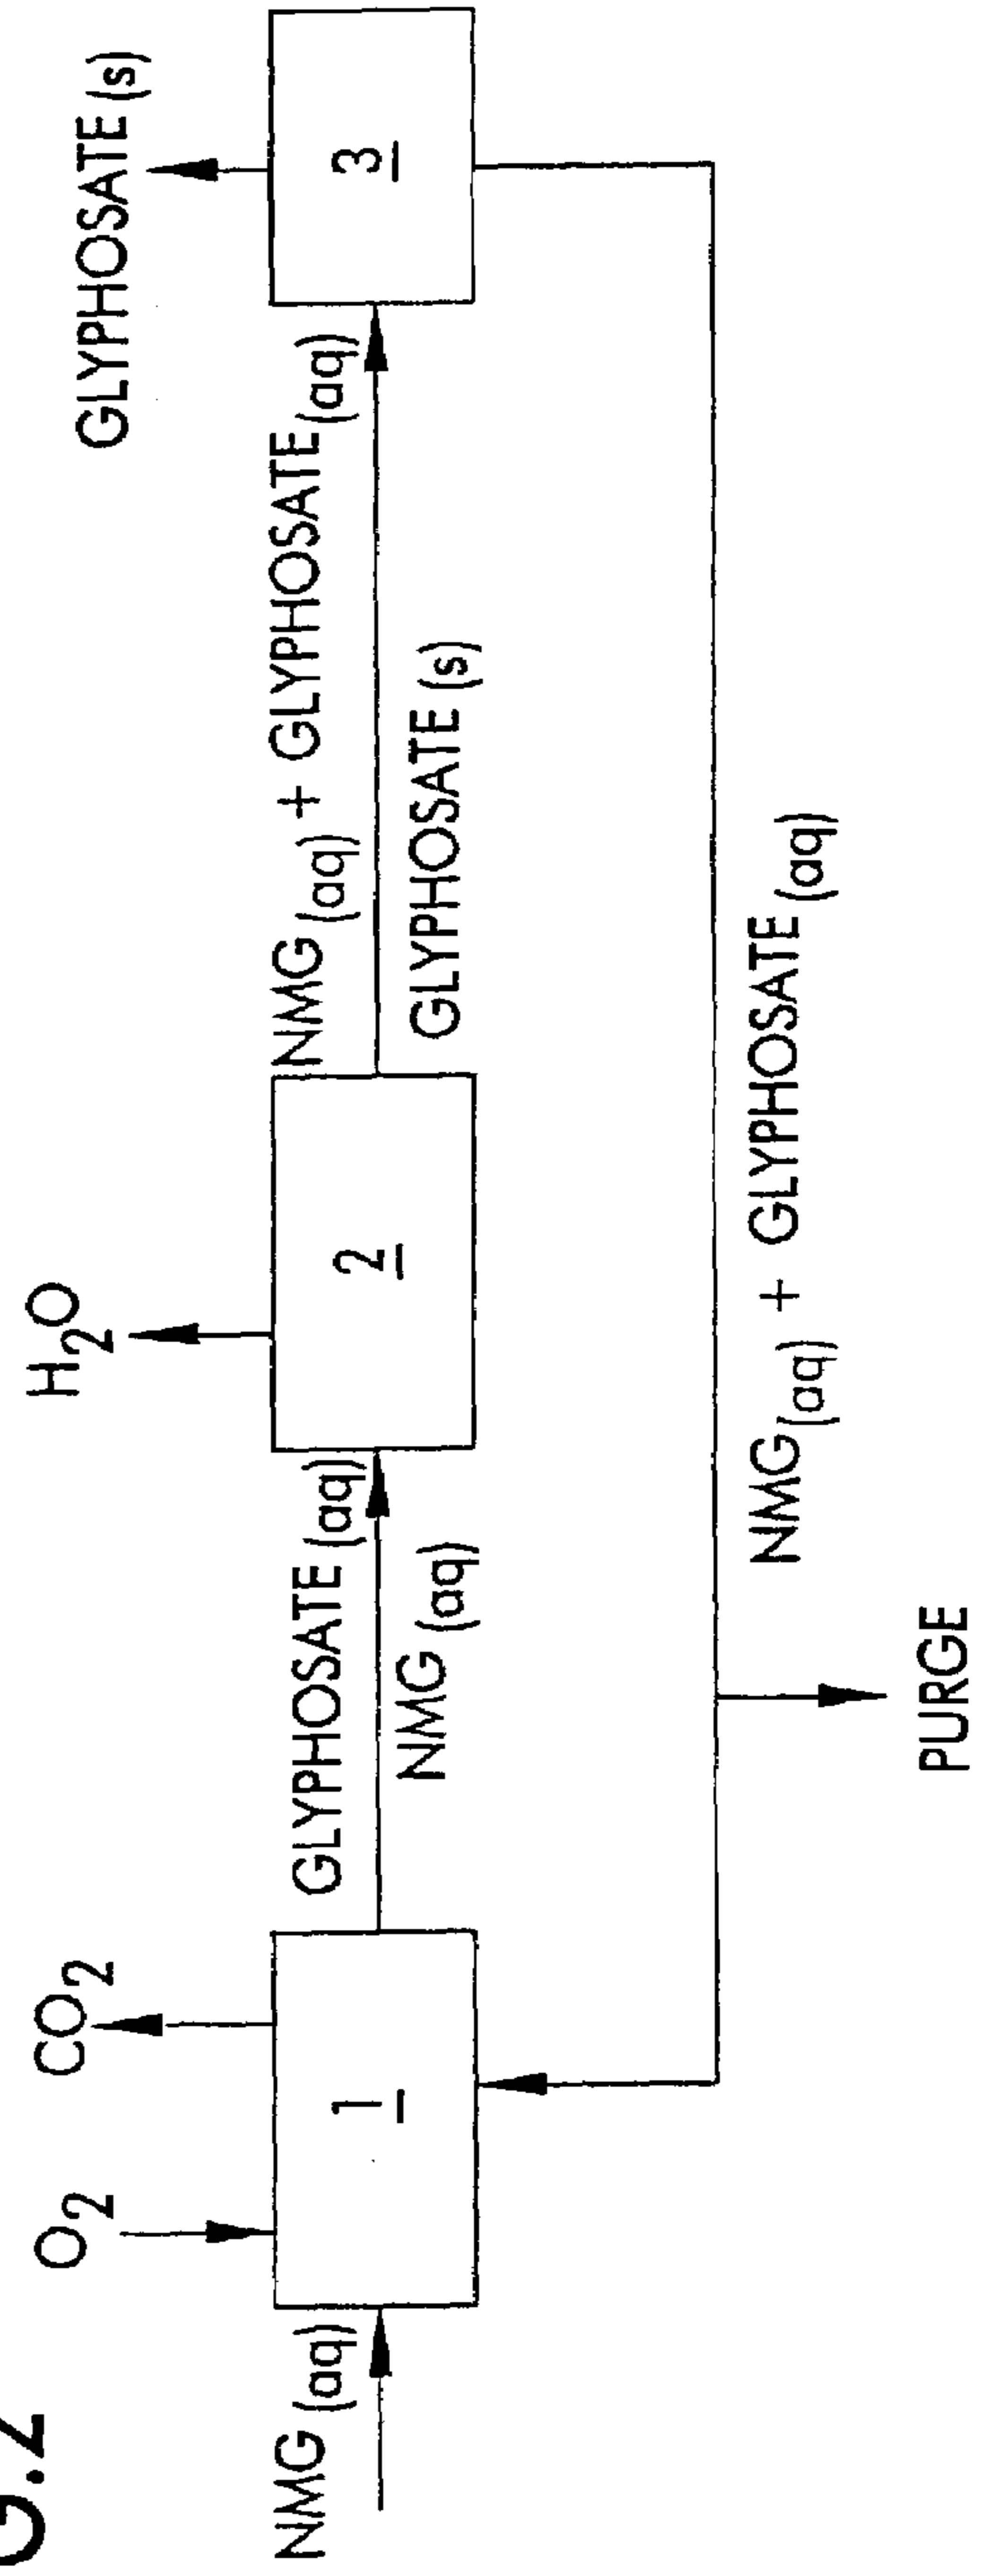 O2
CO2
H2O
GLYPHOSATE (s)
NMG (aq)
1
GLYPHOSATE (aq)
NMG (aq)
2
NMG (aq) + GLYPHOSATE (aq)
GLYPHOSATE (s)
3
NMG (aq) + GLYPHOSATE (aq)
PURGE